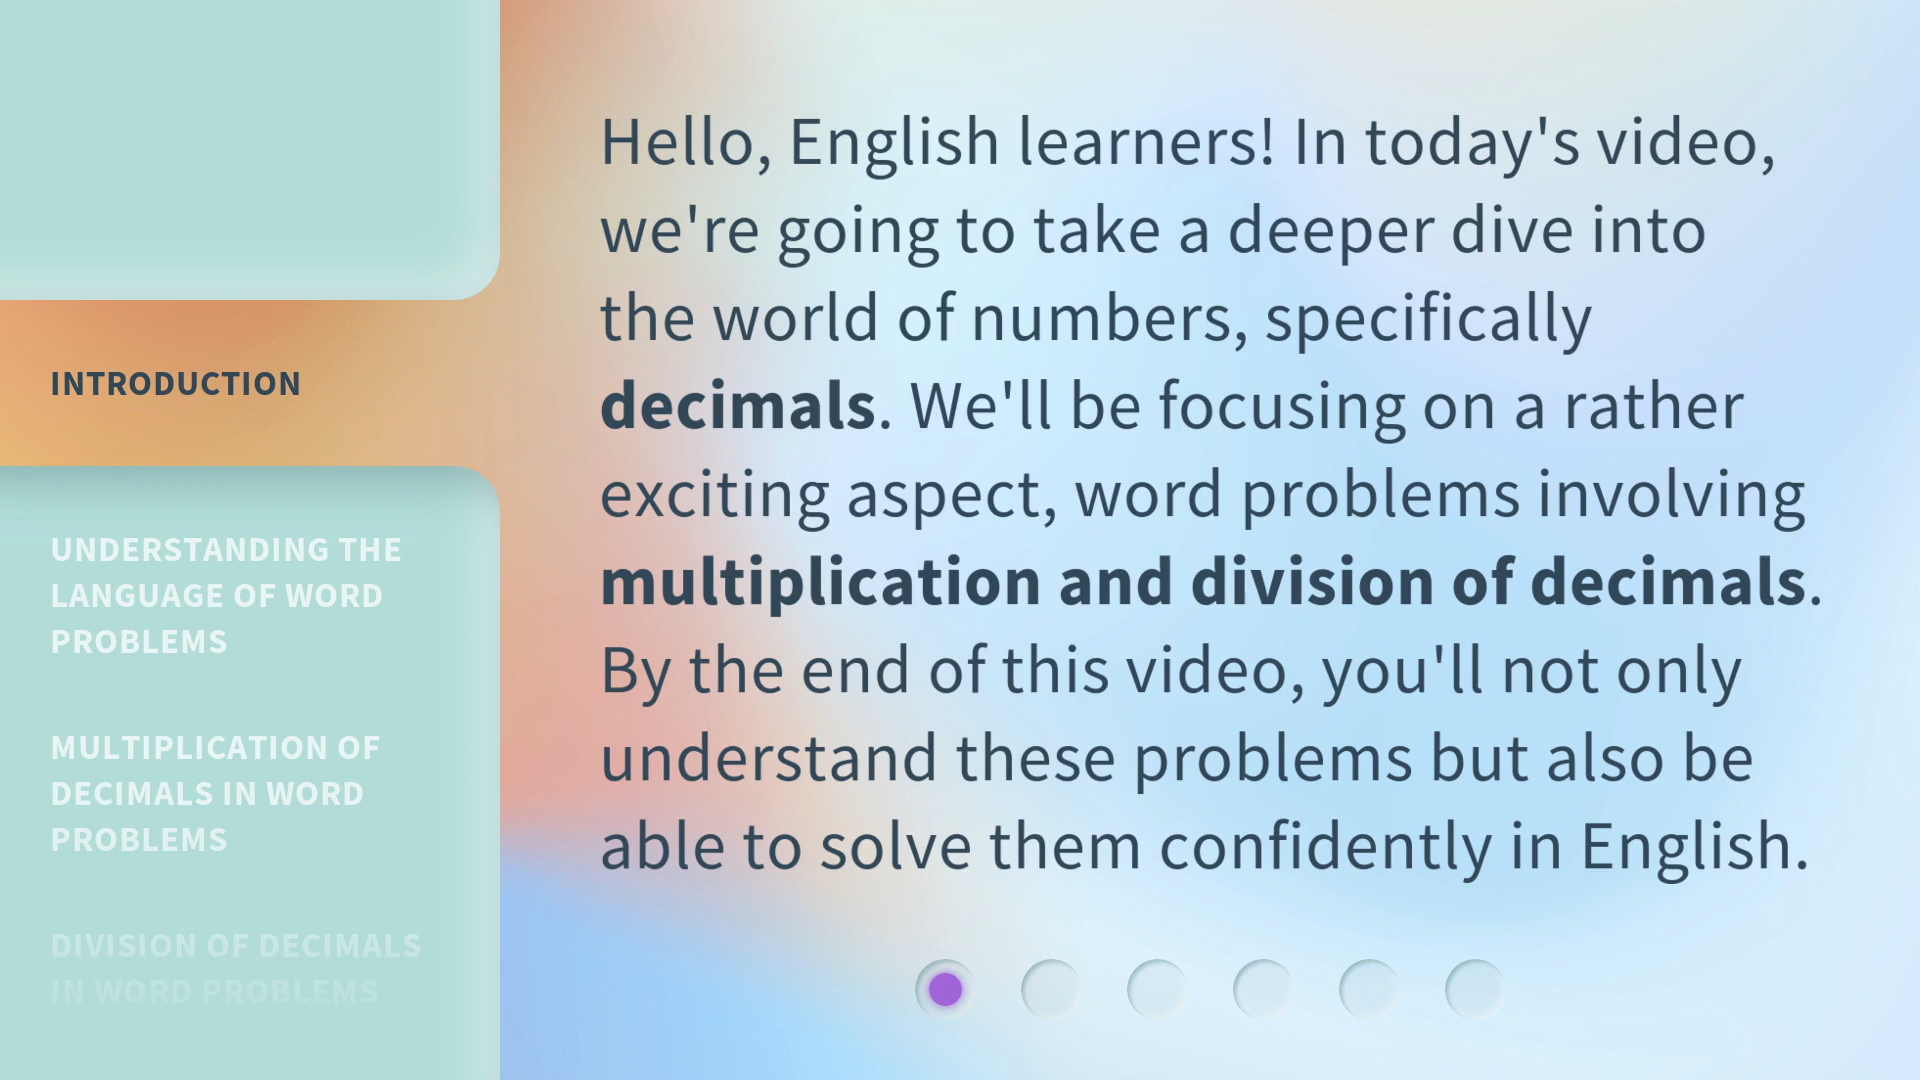 INTRODUCTION
UNDERSTANDING THE
LANGUAGE OF WORD
PROBLEMS
MULTIPLICATION OF
DECIMALS IN WORD
PROBLEMS
DIVISION OF DECIMALS
IN WORD PROBLEMS
Hello, English learners! In today's video,
we're going to take a deeper dive into
the world of numbers, specifically
decimals. We'll be focusing on a rather
exciting aspect, word problems involving
multiplication and division of decimals.
By the end of this video, you'll not only
understand these problems but also be
able to solve them confidently in English.